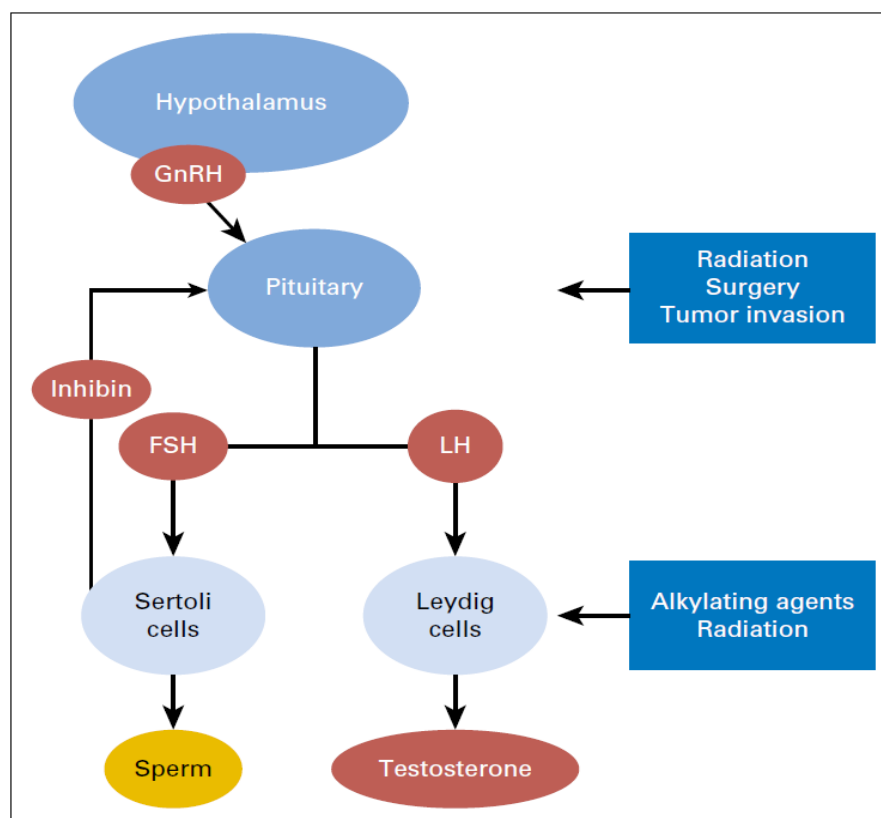 Hypothalamus
GnRH
Pituitary
Radiation
Surgery
Tumor invasion
Inhibin
FSH
LH
Sertoli
cells
Leydig
cells
Alkylating agents
Radiation
Sperm
Testosterone